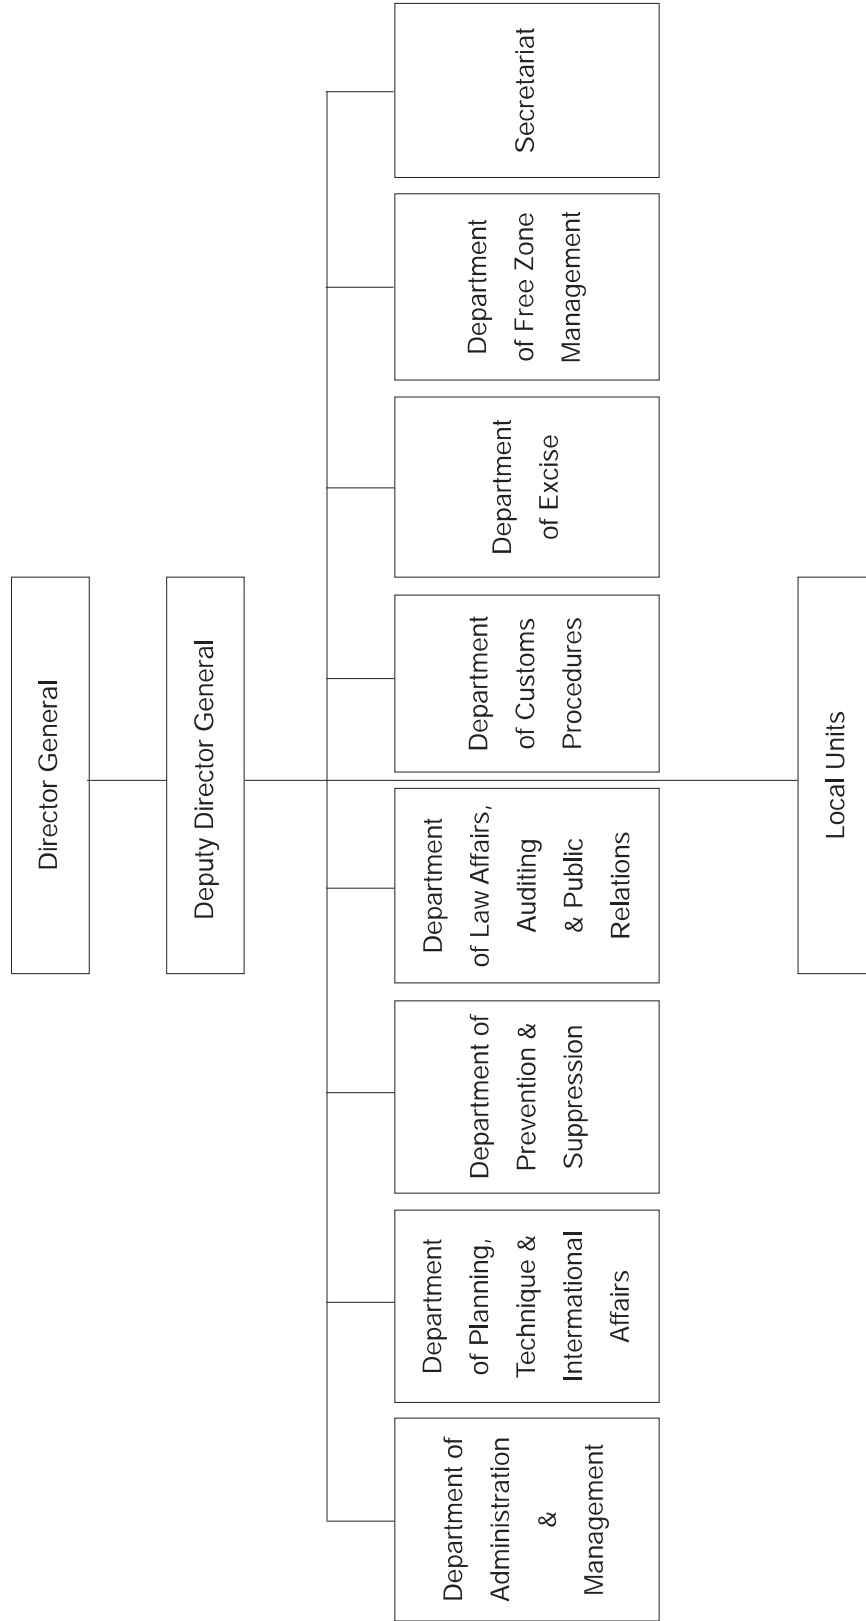 Director General
Deputy Director General
Department of
Administration
&
Management
Department
of Planning,
Technique &
Intermational
Affairs
Department of
Prevention &
Suppression
Department
of Law Affairs,
Auditing
& Public
Relations
Department
of Customs
Procedures
Department
of Excise
Department
of Free Zone
Management
Secretariat
Local Units